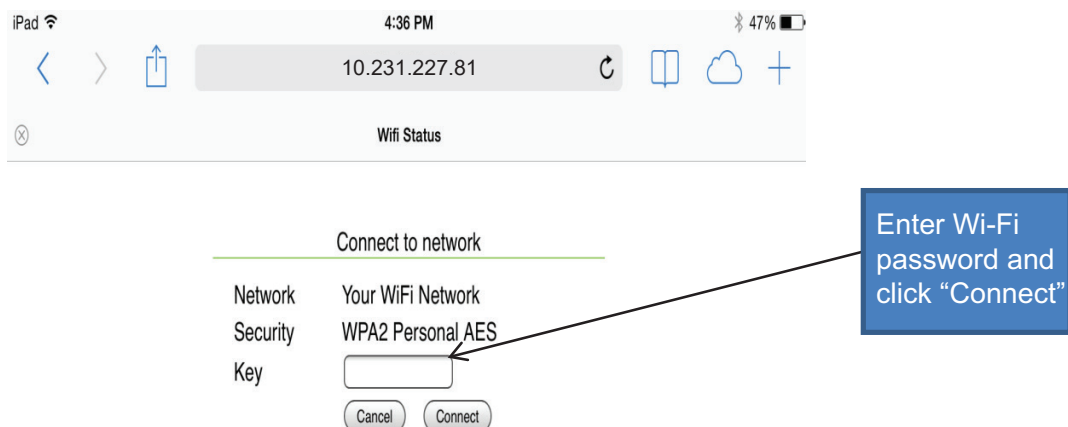 iPad 4:36 PM 47%
10.231.227.81
Wifi Status
Connect to network
Network Your WiFi Network
Security WPA2 Personal AES
Key
Cancel Connect
Enter Wi-Fi
password and
click “Connect”